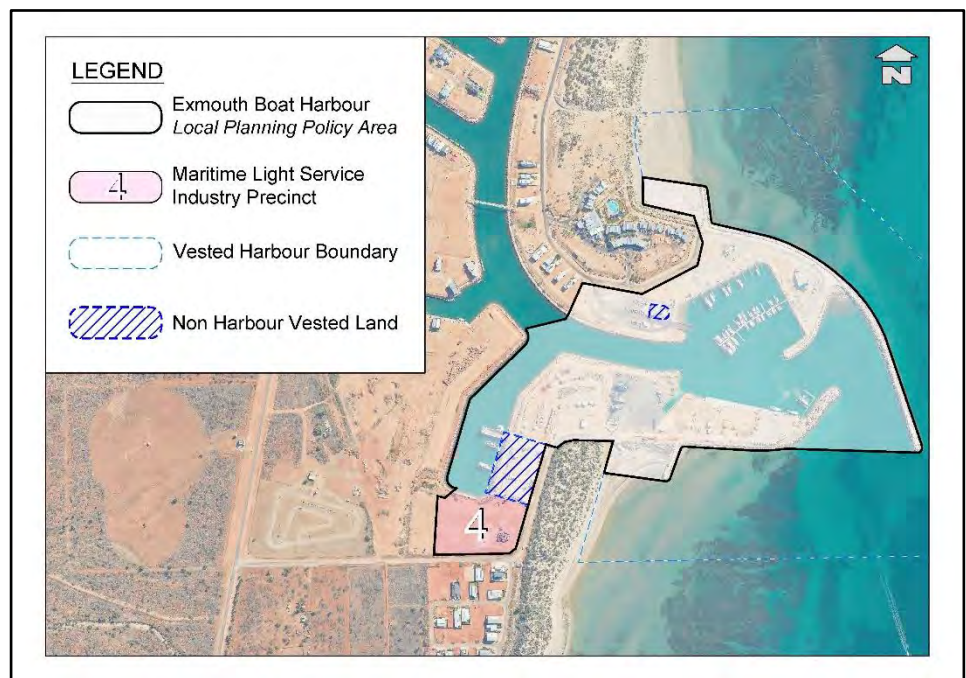 LEGEND
Exmouth Boat Harbour
Local Planning Policy Area
4
Maritime Light Service
Industry Precinct
Vested Harbour Boundary
Non Harbour Vested Land
N
4